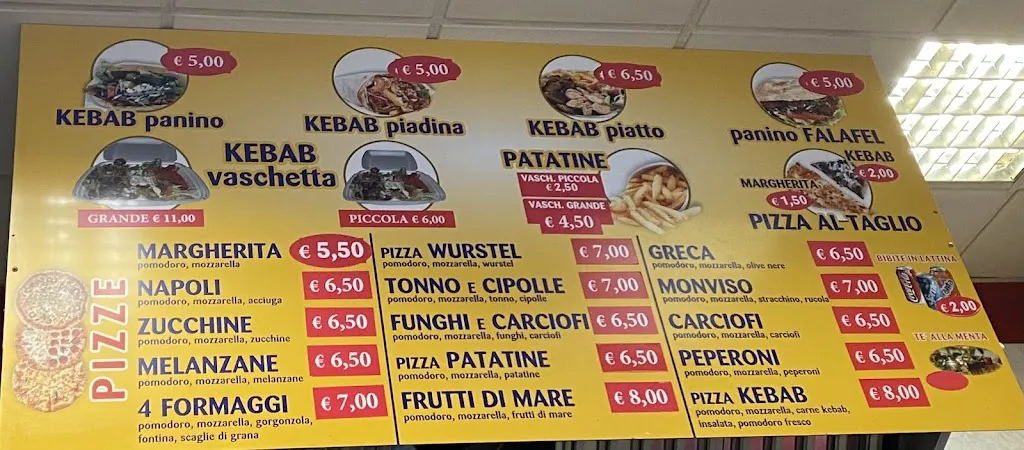 € 5,00
KEBAB panino
€ 5,00
KEBAB piadina
€ 6,50
KEBAB piatto
€ 5,00
panino FALAFEL
KEBAB
vaschetta
GRANDE € 11,00
PICCOLA € 6,00
PATATINE
VASCH. PICCOLA
€ 2,50
VASCH. GRANDE
€ 4,50
KEBAB
€ 2,00
MARGHERITA
€ 1,50
PIZZA AL-TAGLIO
PIZZE
MARGHERITA € 5,50
pomodoro, mozzarella
NAPOLI € 6,50
pomodoro, mozzarella, acciuga
ZUCCHINE € 6,50
pomodoro, mozzarella, zucchine
MELANZANE € 6,50
pomodoro, mozzarella, melanzane
4 FORMAGGI € 7,00
pomodoro, mozzarella, gorgonzola,
fontina, scaglie di grana
PIZZA WURSTEL € 7,00
pomodoro, mozzarella, wurstel
TONNO E CIPOLLE € 7,00
pomodoro, mozzarella, tonno, cipolle
FUNGHI E CARCIOFI € 6,50
pomodoro, mozzarella, funghi, carciofi
PIZZA PATATINE € 6,50
pomodoro, mozzarella, patatine
FRUTTI DI MARE € 8,00
pomodoro, mozzarella, frutti di mare
GRECA € 6,50
pomodoro, mozzarella, olive nere
MONVISO € 7,00
pomodoro, mozzarella, stracchino, rucola
CARCIOFI € 6,50
pomodoro, mozzarella, carciofi
PEPERONI € 6,50
pomodoro, mozzarella, peperoni
PIZZA KEBAB € 8,00
pomodoro, mozzarella, carne kebab,
insalata, pomodoro fresco
BIBITE IN LATTINA
€ 2,00
TE' ALLA MENTA